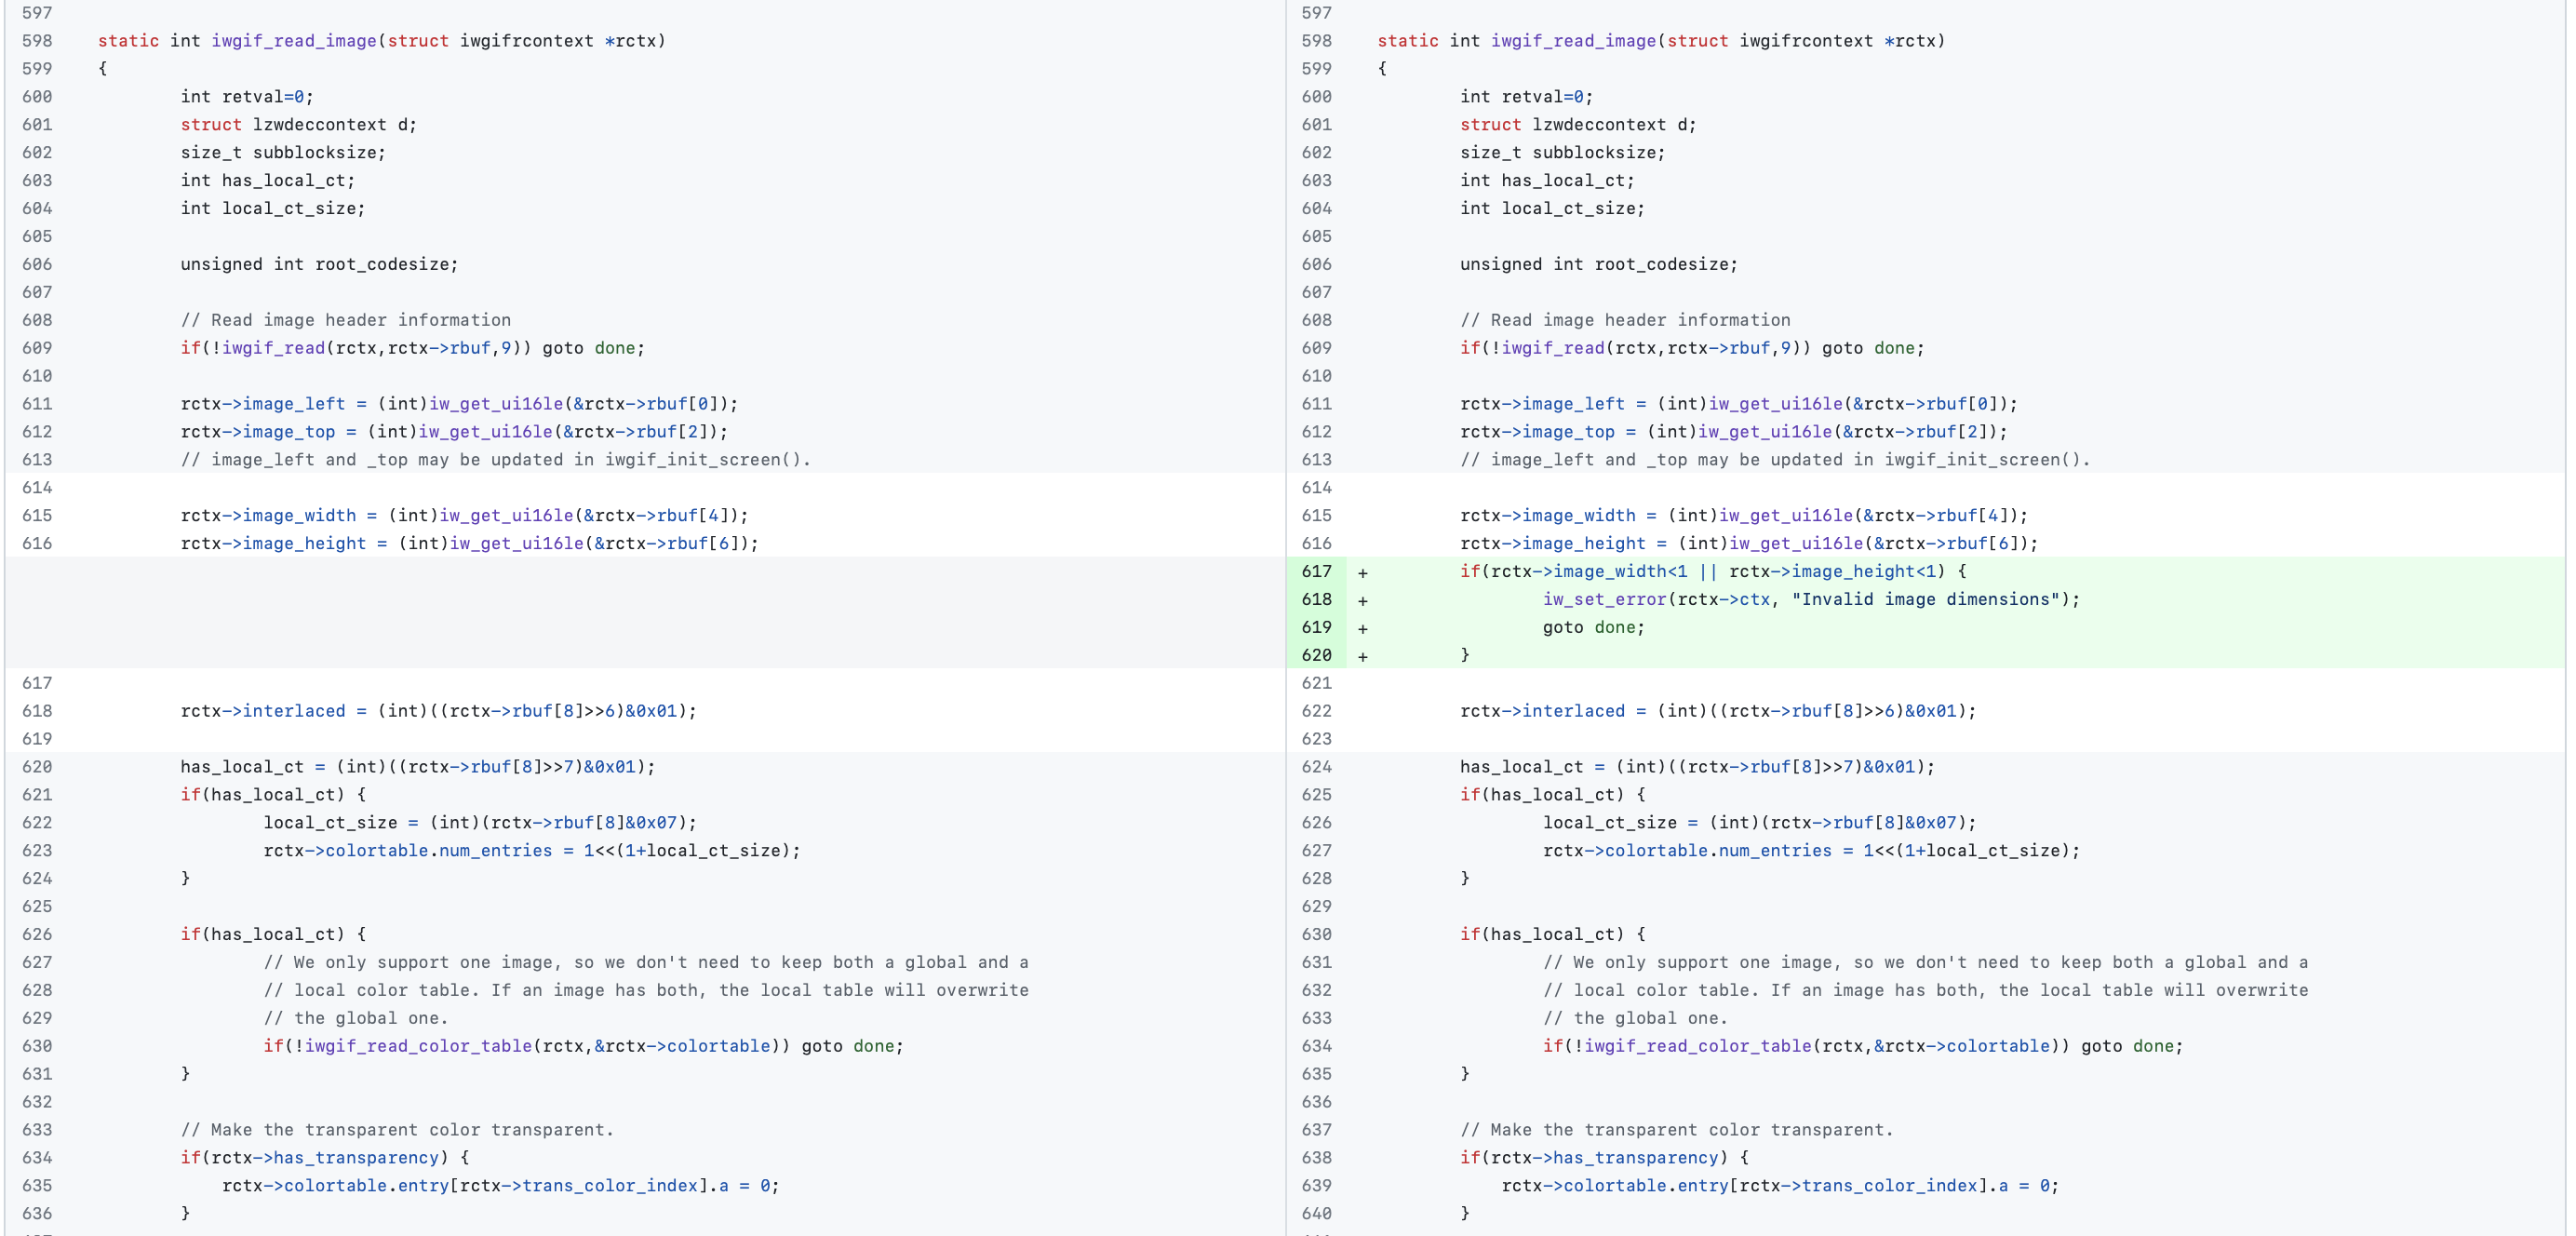 597
598 static int iwgif_read_image(struct iwgifrcontext *rctx)
599 {
600 int retval=0;
601 struct lzwdeccontext d;
602 size_t subblocksize;
603 int has_local_ct;
604 int local_ct_size;
605
606 unsigned int root_codesize;
607
608 // Read image header information
609 if(!iwgif_read(rctx,rctx->rbuf,9)) goto done;
610
611 rctx->image_left = (int)iw_get_ui16le(&rctx->rbuf[0]);
612 rctx->image_top = (int)iw_get_ui16le(&rctx->rbuf[2]);
613 // image_left and _top may be updated in iwgif_init_screen().
614
615 rctx->image_width = (int)iw_get_ui16le(&rctx->rbuf[4]);
616 rctx->image_height = (int)iw_get_ui16le(&rctx->rbuf[6]);
617
618 rctx->interlaced = (int)((rctx->rbuf[8]>>6)&0x01);
619
620 has_local_ct = (int)((rctx->rbuf[8]>>7)&0x01);
621 if(has_local_ct) {
622 local_ct_size = (int)(rctx->rbuf[8]&0x07);
623 rctx->colortable.num_entries = 1<<(1+local_ct_size);
624 }
625
626 if(has_local_ct) {
627 // We only support one image, so we don't need to keep both a global and a
628 // local color table. If an image has both, the local table will overwrite
629 // the global one.
630 if(!iwgif_read_color_table(rctx,&rctx->colortable)) goto done;
631 }
632
633 // Make the transparent color transparent.
634 if(rctx->has_transparency) {
635 rctx->colortable.entry[rctx->trans_color_index].a = 0;
636 }
597
598 static int iwgif_read_image(struct iwgifrcontext *rctx)
599 {
600 int retval=0;
601 struct lzwdeccontext d;
602 size_t subblocksize;
603 int has_local_ct;
604 int local_ct_size;
605
606 unsigned int root_codesize;
607
608 // Read image header information
609 if(!iwgif_read(rctx,rctx->rbuf,9)) goto done;
610
611 rctx->image_left = (int)iw_get_ui16le(&rctx->rbuf[0]);
612 rctx->image_top = (int)iw_get_ui16le(&rctx->rbuf[2]);
613 // image_left and _top may be updated in iwgif_init_screen().
614
615 rctx->image_width = (int)iw_get_ui16le(&rctx->rbuf[4]);
616 rctx->image_height = (int)iw_get_ui16le(&rctx->rbuf[6]);
617 + if(rctx->image_width<1 || rctx->image_height<1) {
618 + iw_set_error(rctx->ctx, "Invalid image dimensions");
619 + goto done;
620 + }
621
622 rctx->interlaced = (int)((rctx->rbuf[8]>>6)&0x01);
623
624 has_local_ct = (int)((rctx->rbuf[8]>>7)&0x01);
625 if(has_local_ct) {
626 local_ct_size = (int)(rctx->rbuf[8]&0x07);
627 rctx->colortable.num_entries = 1<<(1+local_ct_size);
628 }
629
630 if(has_local_ct) {
631 // We only support one image, so we don't need to keep both a global and a
632 // local color table. If an image has both, the local table will overwrite
633 // the global one.
634 if(!iwgif_read_color_table(rctx,&rctx->colortable)) goto done;
635 }
636
637 // Make the transparent color transparent.
638 if(rctx->has_transparency) {
639 rctx->colortable.entry[rctx->trans_color_index].a = 0;
640 }